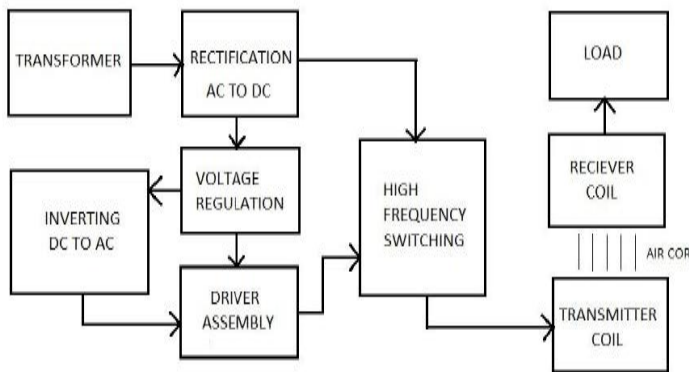 TRANSFORMER
RECTIFICATION
AC TO DC
LOAD
VOLTAGE
REGULATION
HIGH
FREQUENCY
SWITCHING
RECIEVER
COIL
INVERTING
DC TO AC
AIR COR
DRIVER
ASSEMBLY
TRANSMITTER
COIL